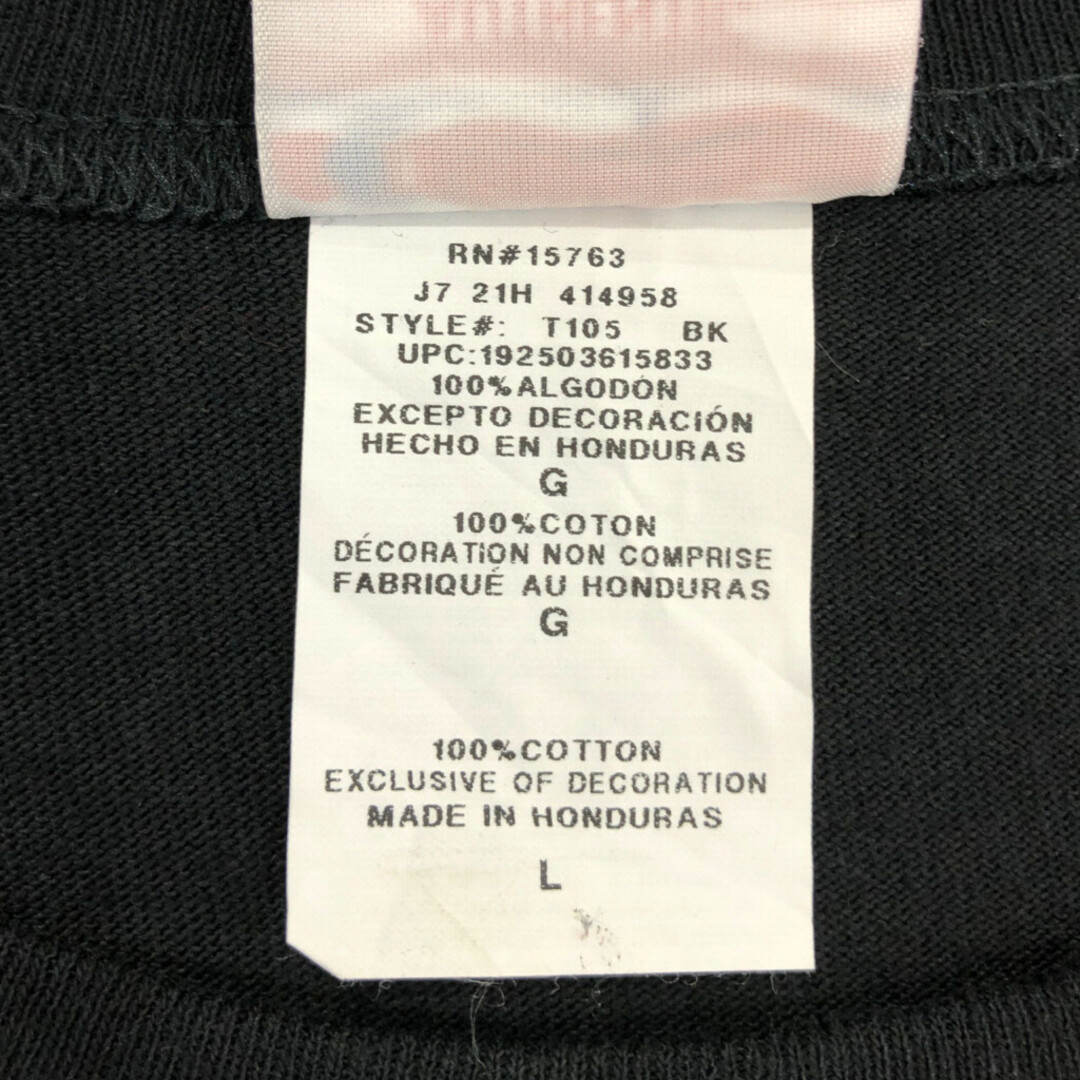 RN#15763
J7 21H 414958
STYLE#: T105 BK
UPC:192503615833
100%ALGODÓN
EXCEPTO DECORACIÓN
HECHO EN HONDURAS
G
100%COTON
DÉCORATION NON COMPRISE
FABRIQUÉ AU HONDURAS
G
100%COTTON
EXCLUSIVE OF DECORATION
MADE IN HONDURAS
L